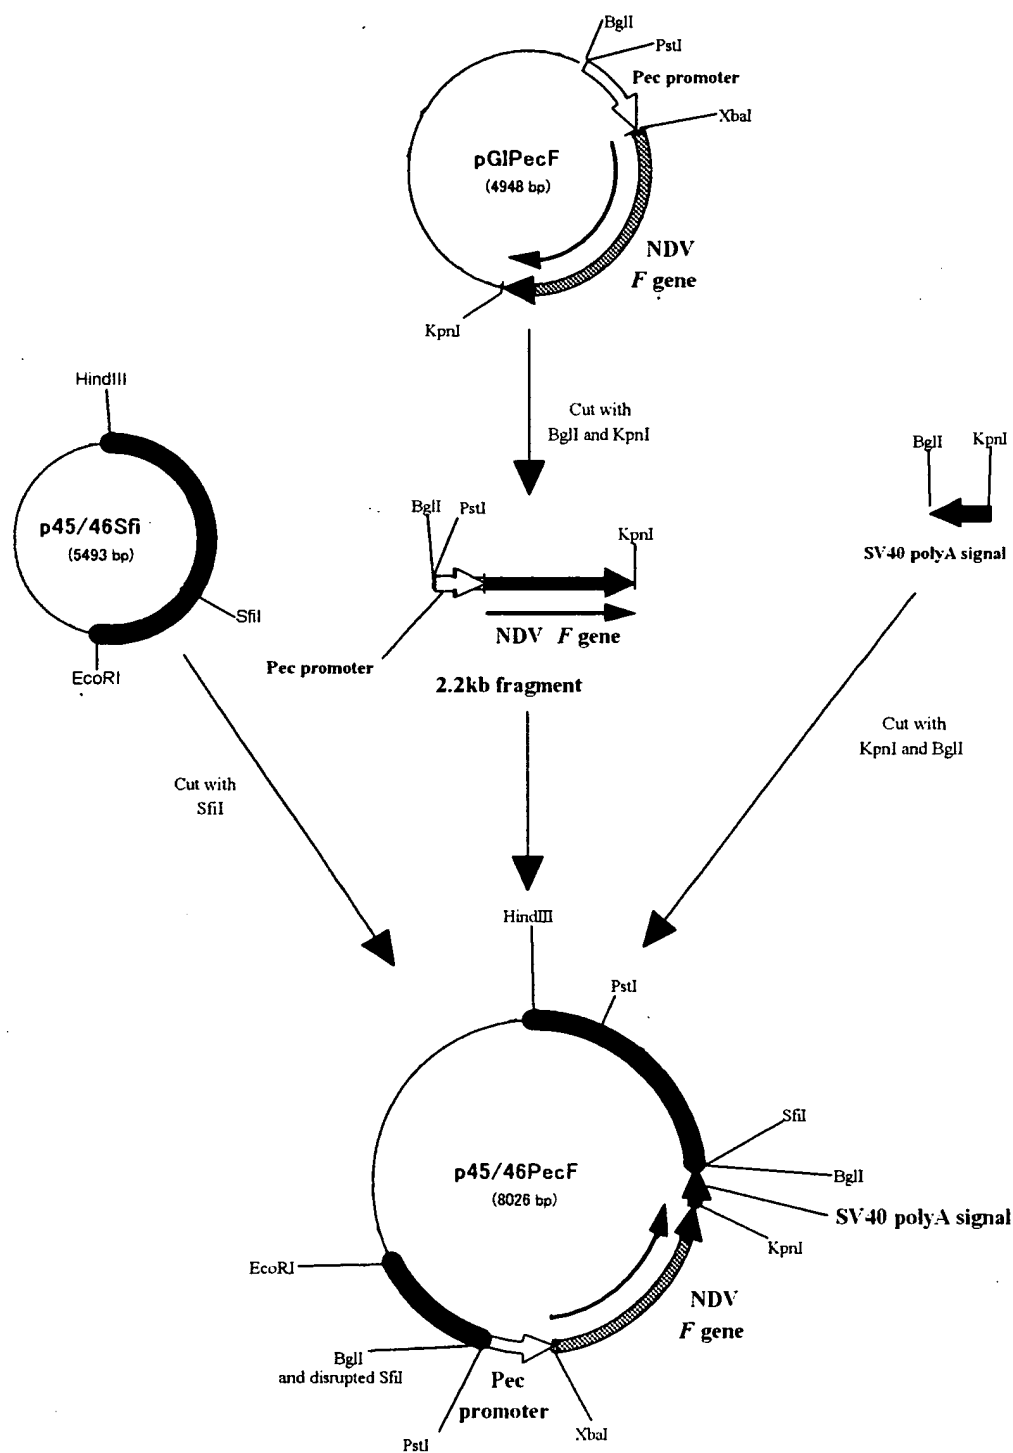 BglI
PstI
Pec promoter
XbaI
pGIPecF
(4948 bp)
NDV
F gene
KpnI
HindIII
Cut with
BglI and KpnI
BglI
KpnI
p45/46Sfi
(5493 bp)
BglI
PstI
KpnI
SV40 polyA signal
SfiI
NDV F gene
Pec promoter
EcoRI
2.2kb fragment
Cut with
KpnI and BglI
Cut with
SfiI
HindIII
PstI
SfiI
p45/46PecF
(8026 bp)
BglI
SV40 polyA signal
KpnI
EcoRI
NDV
F gene
BglI
and disrupted SfiI
Pec
promoter
XbaI
PstI